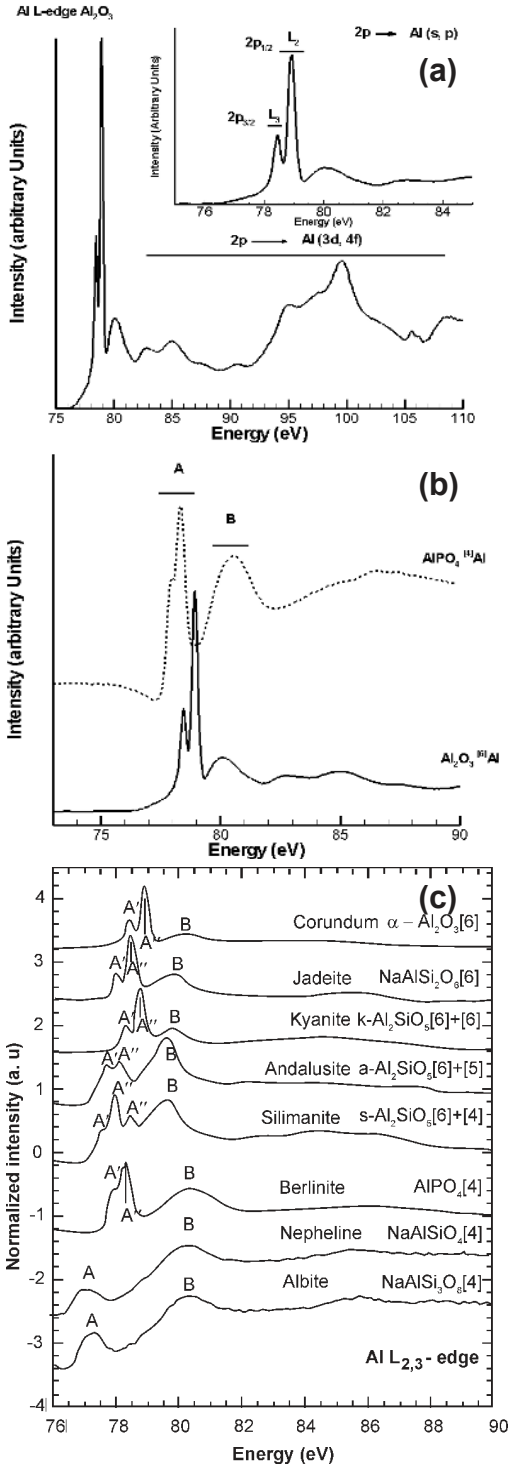 Al L-edge Al₂O₃
2p → Al (s, p)
(a)
L₂
2p₁/₂
L₃
2p₃/₂
Intensity (Arbitrary Units)
76 78 80 82 84
Energy (eV)
2p → Al (3d, 4f)
Intensity (arbitrary Units)
75 80 85 90 95 100 105 110
Energy (eV)
(b)
A
B
AlPO₄ [4]Al
Al₂O₃ [6]Al
Intensity (arbitrary Units)
75 80 85 90
Energy (eV)
(c)
4
3
2
1
0
-1
-2
-3
-4
Normalized intensity (a. u)
A' A'' B Corundum α – Al₂O₃[6]
A' A'' B Jadeite NaAlSi₂O₆[6]
A' A'' B Kyanite k-Al₂SiO₅[6]+[6]
A' A'' B Andalusite a-Al₂SiO₅[6]+[5]
A' A'' A'' B Silimanite s-Al₂SiO₅[6]+[4]
A' A'' B Berlinite AlPO₄[4]
A B Nepheline NaAlSiO₄[4]
A B Albite NaAlSi₃O₈[4]
Al L₂,₃- edge
76 78 80 82 84 86 88 90
Energy (eV)